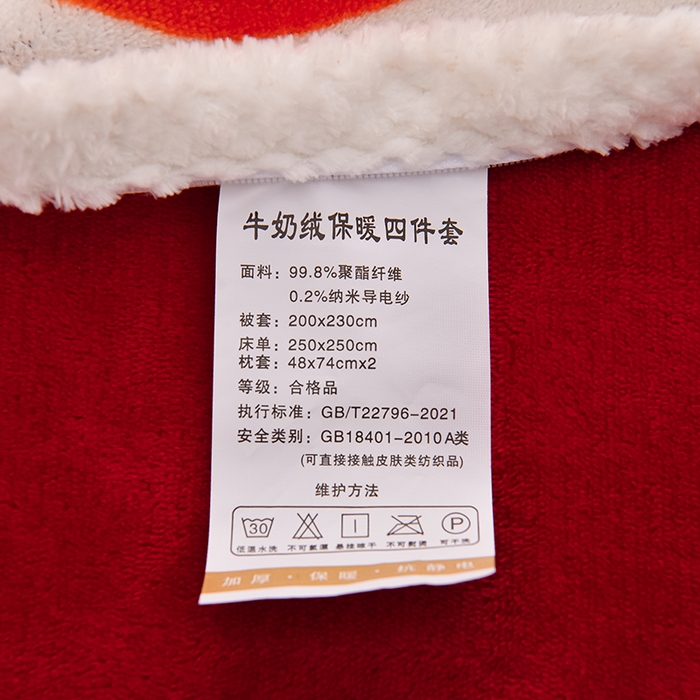 牛奶绒保暖四件套
面料：99.8%聚酯纤维
0.2%纳米导电纱
被套：200x230cm
床单：250x250cm
枕套：48x74cmx2
等级：合格品
执行标准：GB/T22796-2021
安全类别：GB18401-2010 A类
(可直接接触皮肤类纺织品)
维护方法
30 P
低温水洗 不可氯漂 悬挂晾干 不可熨烫 可干洗
加厚·保暖·抗静电